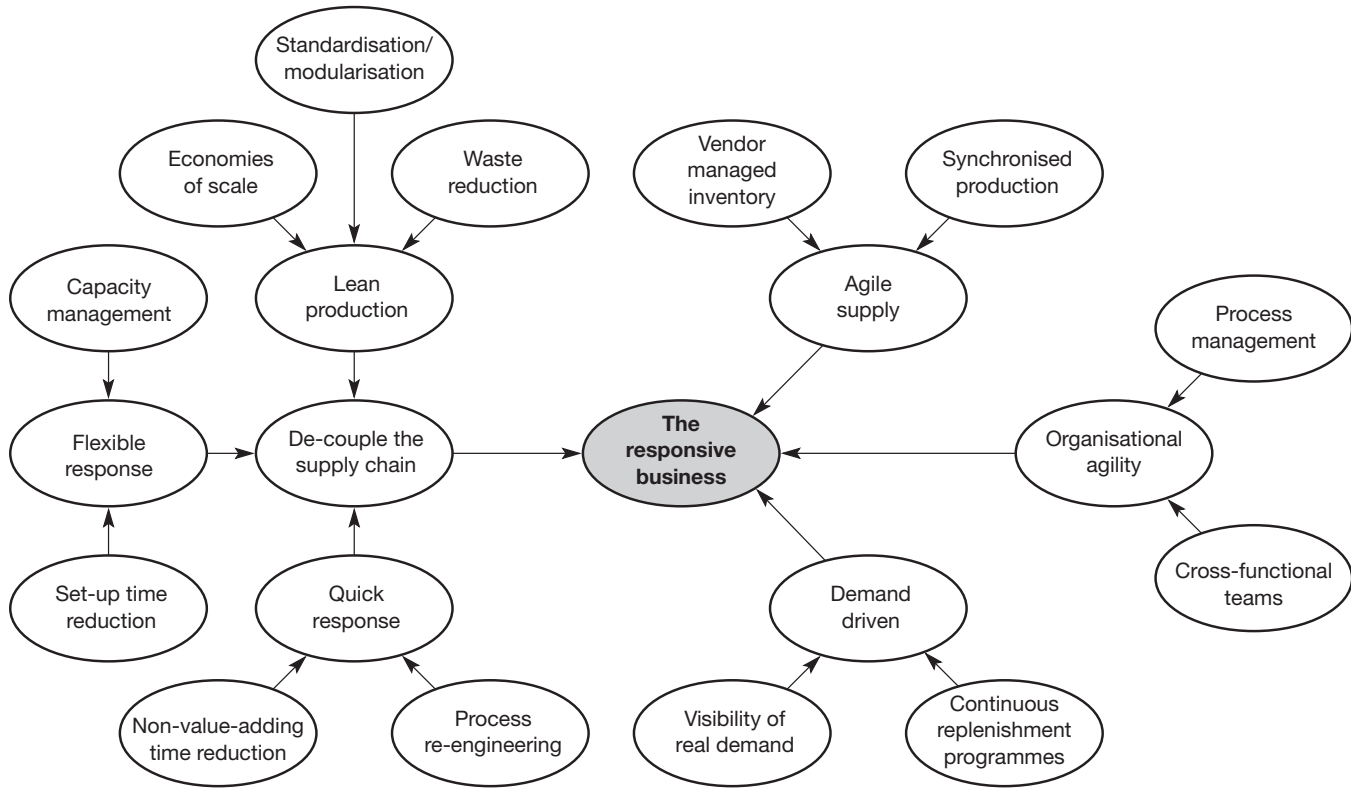 Standardisation/
modularisation
Economies
of scale
Waste
reduction
Vendor
managed
inventory
Synchronised
production
Capacity
management
Lean
production
Agile
supply
Process
management
Flexible
response
De-couple the
supply chain
The
responsive
business
Organisational
agility
Set-up time
reduction
Quick
response
Demand
driven
Cross-functional
teams
Non-value-adding
time reduction
Process
re-engineering
Visibility of
real demand
Continuous
replenishment
programmes